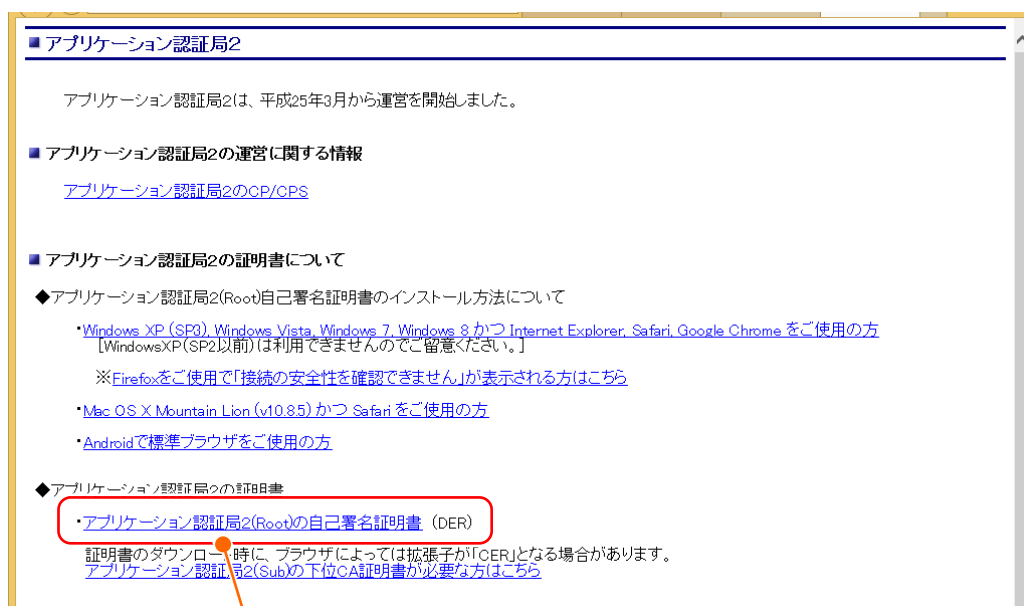 ■ アプリケーション認証局2
アプリケーション認証局2は、平成25年3月から運営を開始しました。
■ アプリケーション認証局2の運営に関する情報
アプリケーション認証局2のCP/CPS
■ アプリケーション認証局2の証明書について
◆アプリケーション認証局2(Root)自己署名証明書のインストール方法について
・Windows XP (SP3), Windows Vista, Windows 7, Windows 8 かつ Internet Explorer, Safari, Google Chrome をご使用の方
[WindowsXP(SP2以前)は利用できませんのでご留意ください。]
※Firefoxをご使用で「接続の安全性を確認できません」が表示される方はこちら
・Mac OS X Mountain Lion (v10.8.5) かつ Safari をご使用の方
・Androidで標準ブラウザをご使用の方
◆アプリケーション認証局2の証明書
・アプリケーション認証局2(Root)の自己署名証明書 (DER)
証明書のダウンロード時に、ブラウザによっては拡張子が「CER」となる場合があります。
アプリケーション認証局2(Sub)の下位CA証明書が必要な方はこちら